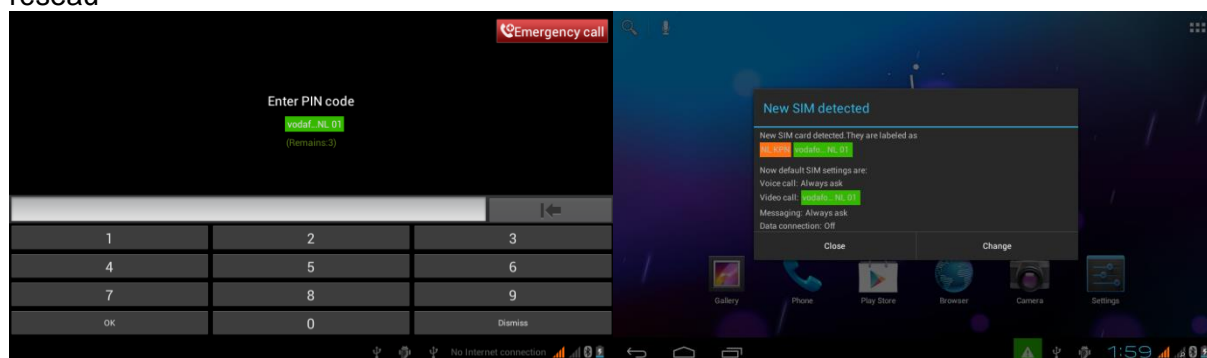 Emergency call
Enter PIN code
vodaf...NL 01
(Remains:3)
1 2 3
4 5 6
7 8 9
OK 0 Dismiss
No Internet connection
New SIM detected
New SIM card detected.They are labeled as
NL KPN vodafo... NL 01
Now default SIM settings are:
Voice call: Always ask
Video call: vodafo... NL 01
Messaging: Always ask
Data connection: Off
Close Change
Gallery Phone Play Store Browser Camera Settings
1:59